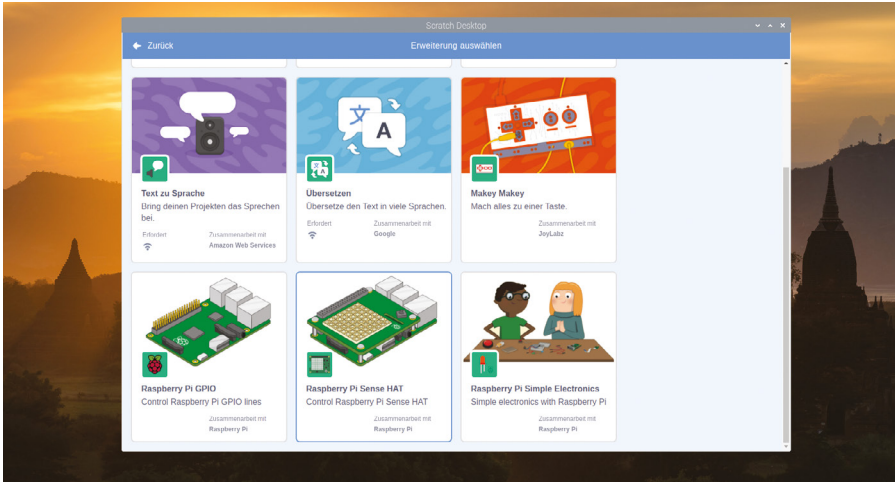 Scratch Desktop
Zurück
Erweiterung auswählen
Text zu Sprache
Bring deinen Projekten das Sprechen
bei.
Erfordert
Zusammenarbeit mit
Amazon Web Services
Übersetzen
Übersetze den Text in viele Sprachen.
Erfordert
Zusammenarbeit mit
Google
Makey Makey
Mach alles zu einer Taste.
Zusammenarbeit mit
JoyLabz
Raspberry Pi GPIO
Control Raspberry Pi GPIO lines
Zusammenarbeit mit
Raspberry Pi
Raspberry Pi Sense HAT
Control Raspberry Pi Sense HAT
Zusammenarbeit mit
Raspberry Pi
Raspberry Pi Simple Electronics
Simple electronics with Raspberry Pi
Zusammenarbeit mit
Raspberry Pi